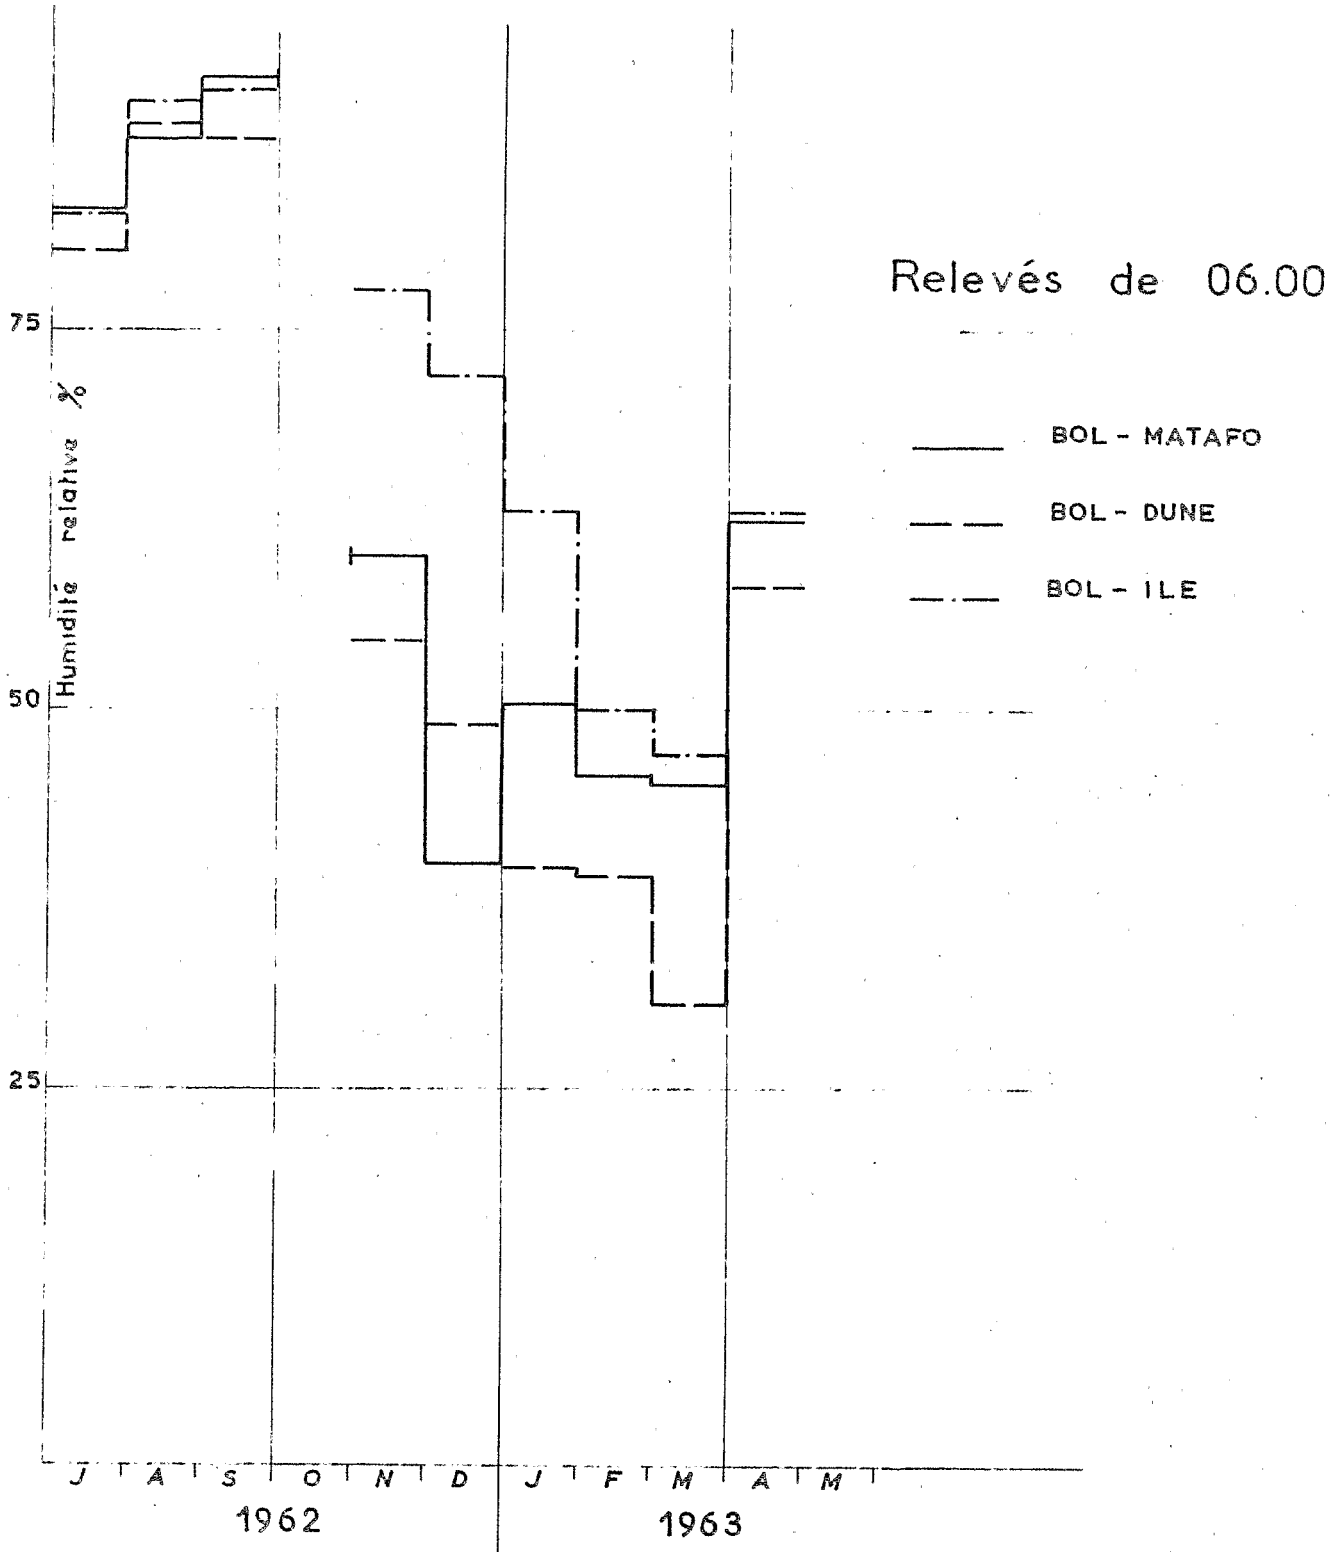 Relevés de 06.00
75
Humidité relative %
BOL - MATAFO
BOL - DUNE
BOL - ILE
50
25
J A S O N D J F M A M
1962 1963